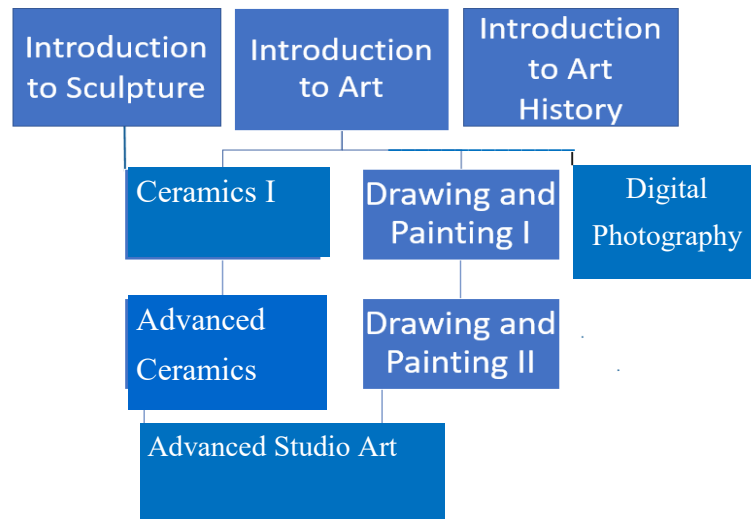 Introduction
to Sculpture
Introduction
to Art
Introduction
to Art
History
Ceramics I
Drawing and
Painting I
Digital
Photography
Advanced
Ceramics
Drawing and
Painting II
Advanced Studio Art